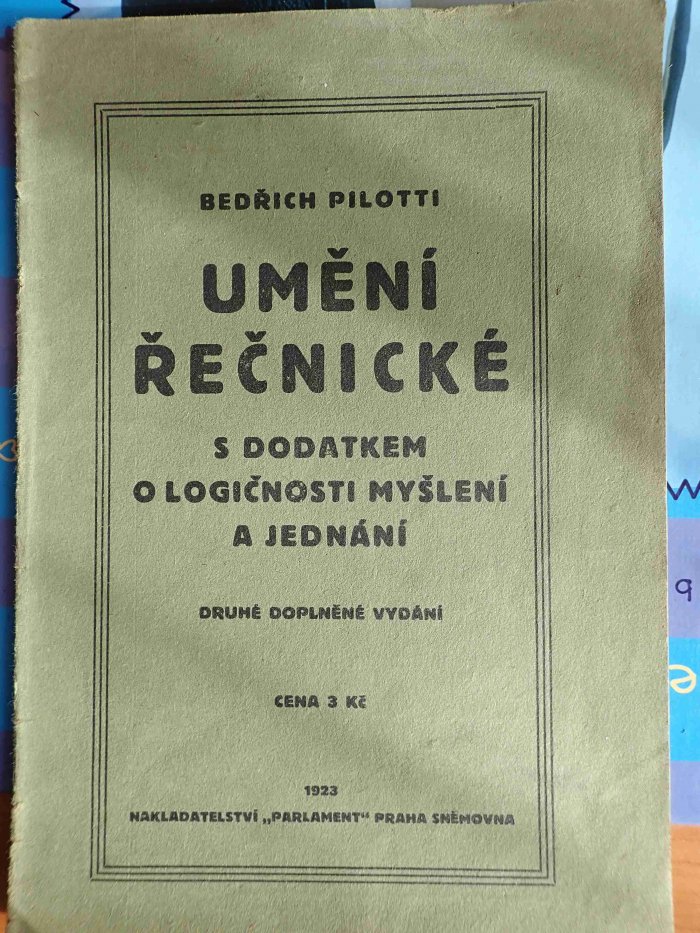 BEDŘICH PILOTTI
UMĚNÍ
ŘEČNICKÉ
S DODATKEM
O LOGIČNOSTI MYŠLENÍ
A JEDNÁNÍ
DRUHÉ DOPLNĚNÉ VYDÁNÍ
CENA 3 Kč
1923
NAKLADATELSTVÍ „PARLAMENT“ PRAHA SNĚMOVNA